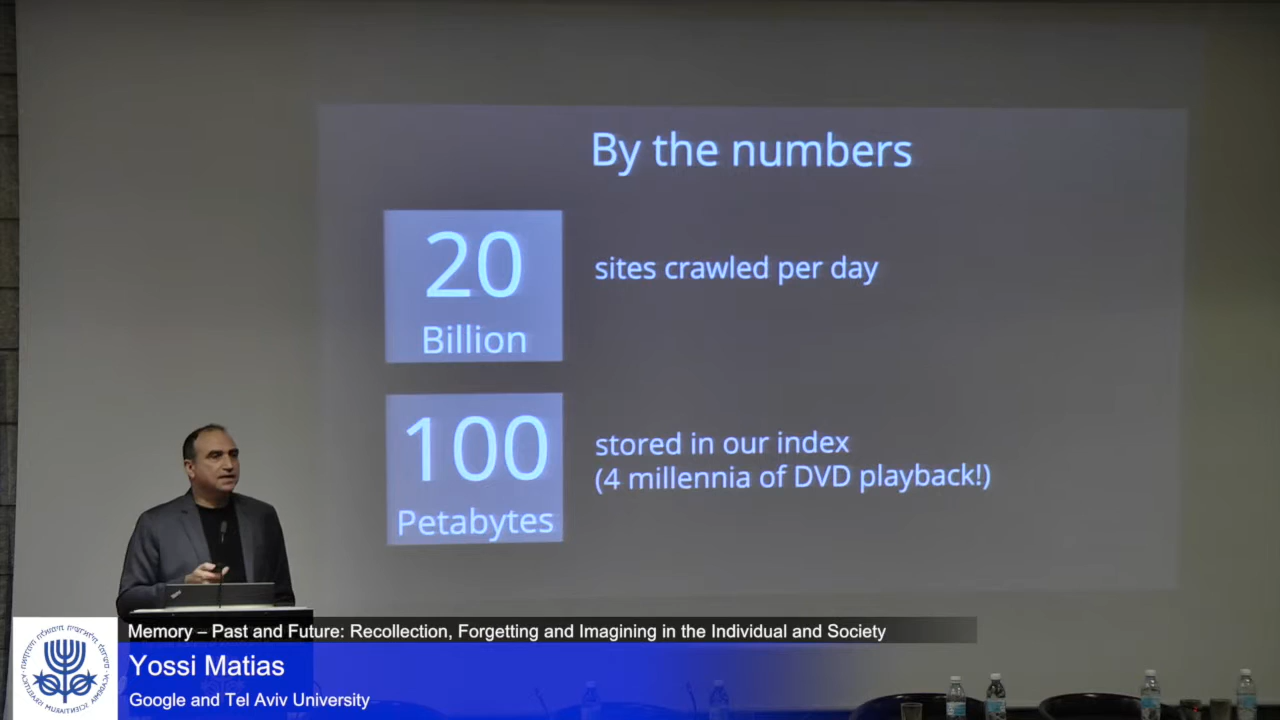 By the numbers
20
Billion
sites crawled per day
100
Petabytes
stored in our index
(4 millennia of DVD playback!)
Memory – Past and Future: Recollection, Forgetting and Imagining in the Individual and Society
Yossi Matias
Google and Tel Aviv University